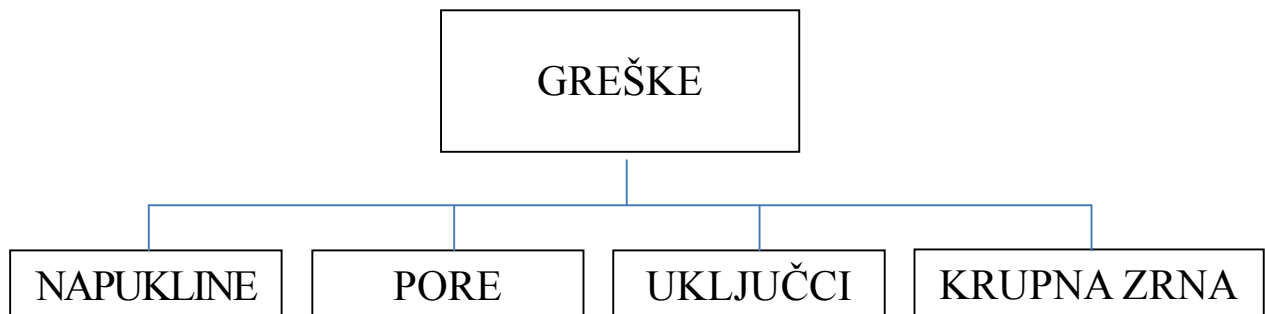 GREŠKE
NAPUKLINE
PORE
UKLJUČCI
KRUPNA ZRNA